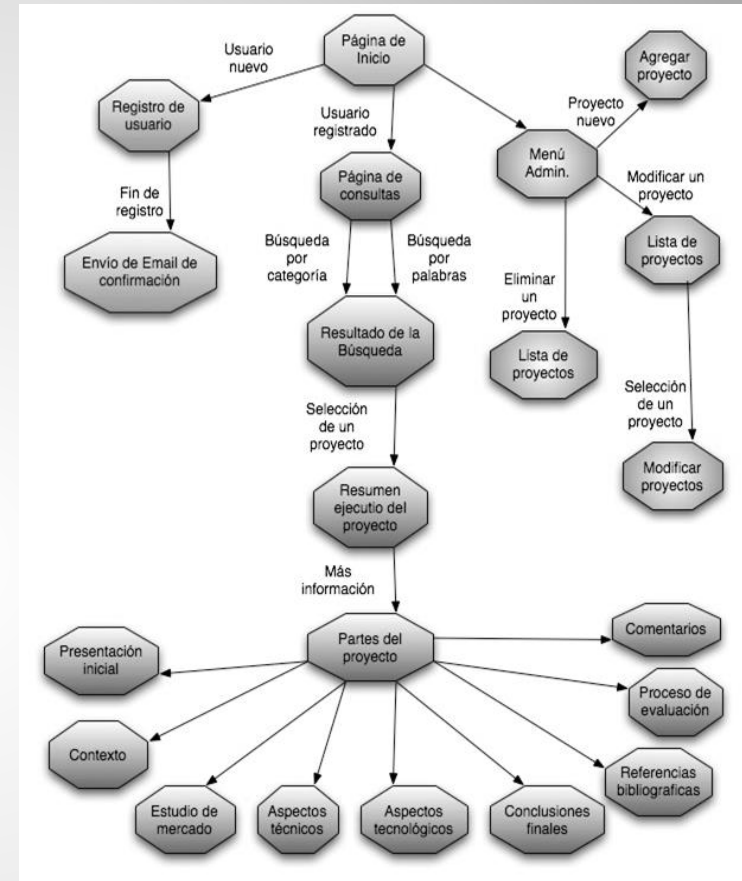 Página de
Inicio
Usuario
nuevo
Agregar
proyecto
Registro de
usuario
Usuario
registrado
Proyecto
nuevo
Menú
Admin.
Página de
consultas
Modificar un
proyecto
Fin de
registro
Envío de Email de
confirmación
Búsqueda
por
categoría
Búsqueda
por
palabras
Lista de
proyectos
Eliminar
un
proyecto
Resultado de la
Búsqueda
Lista de
proyectos
Selección
de un
proyecto
Selección
de un
proyecto
Modificar
proyectos
Resumen
ejecutio del
proyecto
Más
información
Partes del
proyecto
Comentarios
Presentación
inicial
Proceso de
evaluación
Contexto
Referencias
bibliograficas
Estudio de
mercado
Aspectos
técnicos
Aspectos
tecnológicos
Conclusiones
finales